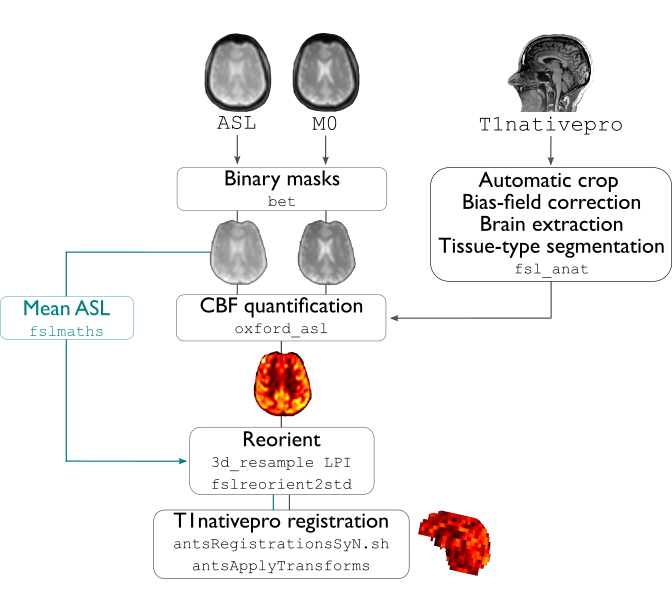 ASL
M0
T1nativepro
Binary masks
bet
Automatic crop
Bias-field correction
Brain extraction
Tissue-type segmentation
fsl_anat
Mean ASL
fslmaths
CBF quantification
oxford_asl
Reorient
3d_resample LPI
fslreorient2std
T1nativepro registration
antsRegistrationsSyN.sh
antsApplyTransforms